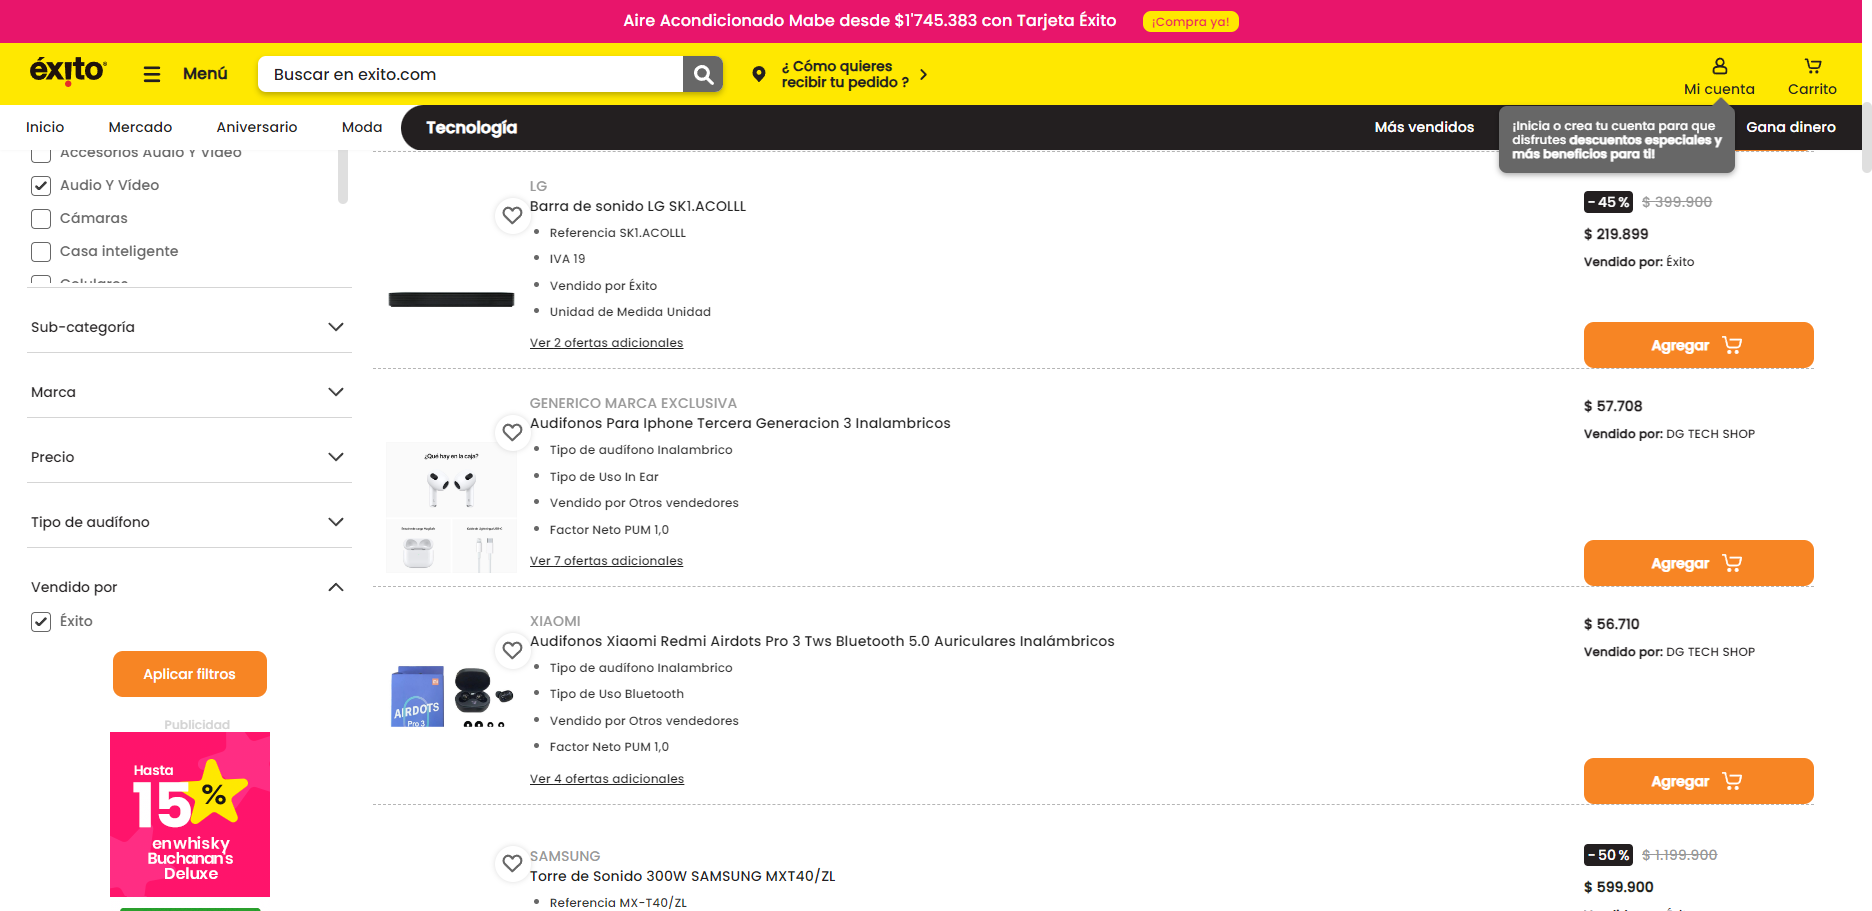 Aire Acondicionado Mabe desde $1'745.383 con Tarjeta Éxito
¡Compra ya!
éxito
Menú
Buscar en exito.com
¿ Cómo quieres
recibir tu pedido ?
Mi cuenta
Carrito
Inicio
Mercado
Aniversario
Moda
Tecnología
Más vendidos
Gana dinero
¡Inicia o crea tu cuenta para que
disfrutes descuentos especiales y
más beneficios para ti!
Accesorios Audio Y Vídeo
Audio Y Vídeo
Cámaras
Casa inteligente
Celulares
Sub-categoría
Marca
Precio
Tipo de audífono
Vendido por
Éxito
Aplicar filtros
Publicidad
Hasta
15%
en whisky
Buchanan's
Deluxe
LG
Barra de sonido LG SK1.ACOLLL
Referencia SK1.ACOLLL
IVA 19
Vendido por Éxito
Unidad de Medida Unidad
Ver 2 ofertas adicionales
-45% $ 399.900
$ 219.899
Vendido por: Éxito
Agregar
GENERICO MARCA EXCLUSIVA
Audifonos Para Iphone Tercera Generacion 3 Inalambricos
¿Qué hay en la caja?
Tipo de audífono Inalambrico
Tipo de Uso In Ear
Vendido por Otros vendedores
Factor Neto PUM 1,0
Ver 7 ofertas adicionales
$ 57.708
Vendido por: DG TECH SHOP
Agregar
XIAOMI
Audifonos Xiaomi Redmi Airdots Pro 3 Tws Bluetooth 5.0 Auriculares Inalámbricos
AIRDOTS
Pro 3
Tipo de audífono Inalambrico
Tipo de Uso Bluetooth
Vendido por Otros vendedores
Factor Neto PUM 1,0
Ver 4 ofertas adicionales
$ 56.710
Vendido por: DG TECH SHOP
Agregar
SAMSUNG
Torre de Sonido 300W SAMSUNG MXT40/ZL
Referencia MX-T40/ZL
-50% $ 1.199.900
$ 599.900